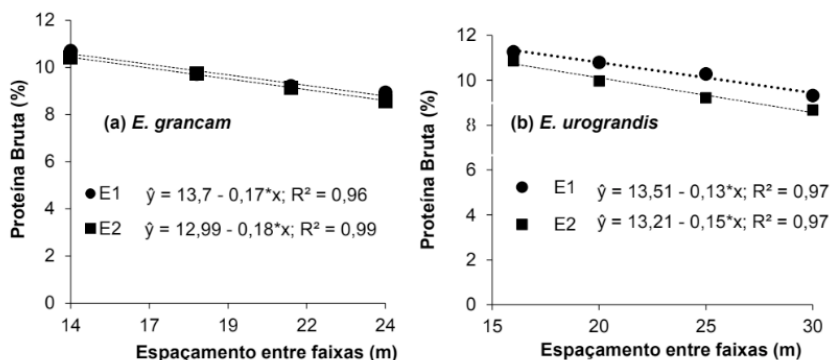 Proteína Bruta (%)
12
10
8
6
4
2
0
(a) E. grancam
E1 ŷ = 13,7 - 0,17*x; R² = 0,96
E2 ŷ = 12,99 - 0,18*x; R² = 0,99
14 17 19 22 24
Espaçamento entre faixas (m)
Proteína Bruta (%)
12
10
8
6
4
2
0
(b) E. urograndis
E1 ŷ = 13,51 - 0,13*x; R² = 0,97
E2 ŷ = 13,21 - 0,15*x; R² = 0,97
15 20 25 30
Espaçamento entre faixas (m)